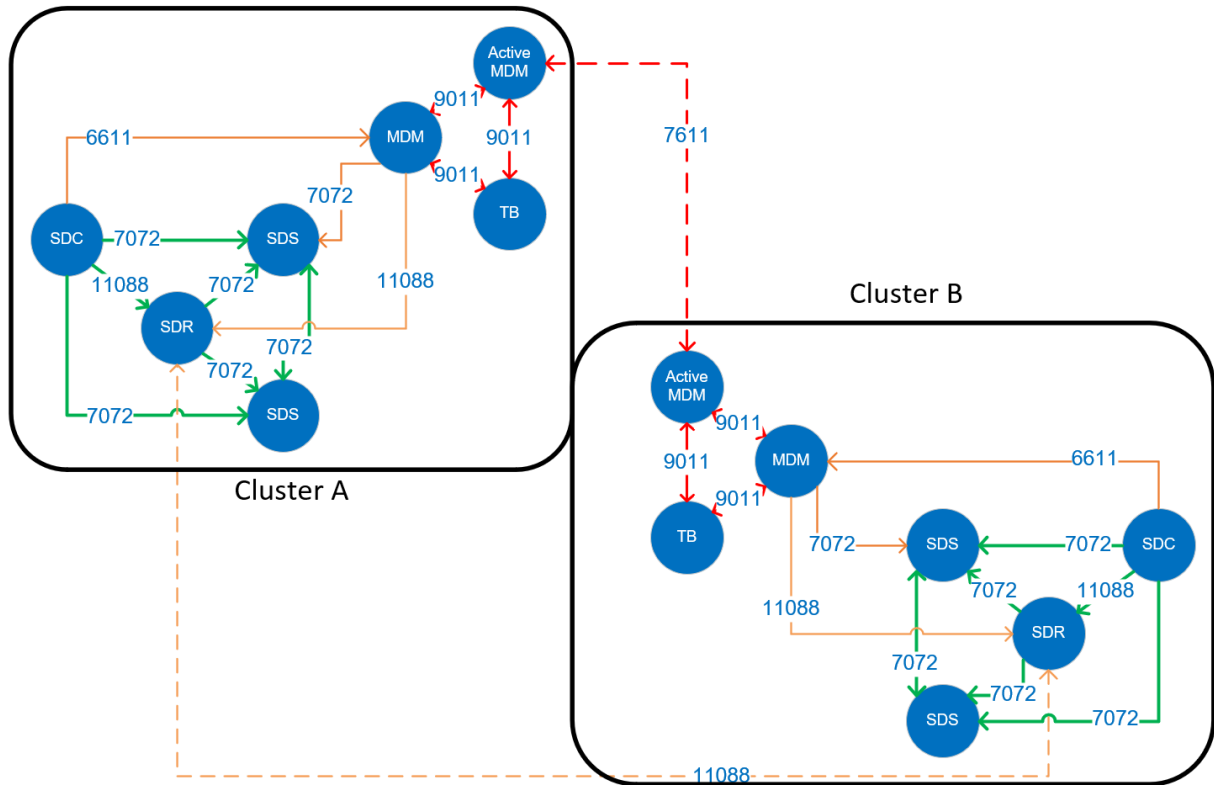 Active
MDM
9011
6611
MDM
9011
7611
9011
7072
TB
SDC
7072
SDS
11088
7072
11088
SDR
7072
7072
7072
SDS
Cluster A
Cluster B
Active
MDM
9011
9011
MDM
6611
9011
TB
7072
SDS
7072
SDC
7072
11088
11088
SDR
7072
7072
SDS
7072
11088